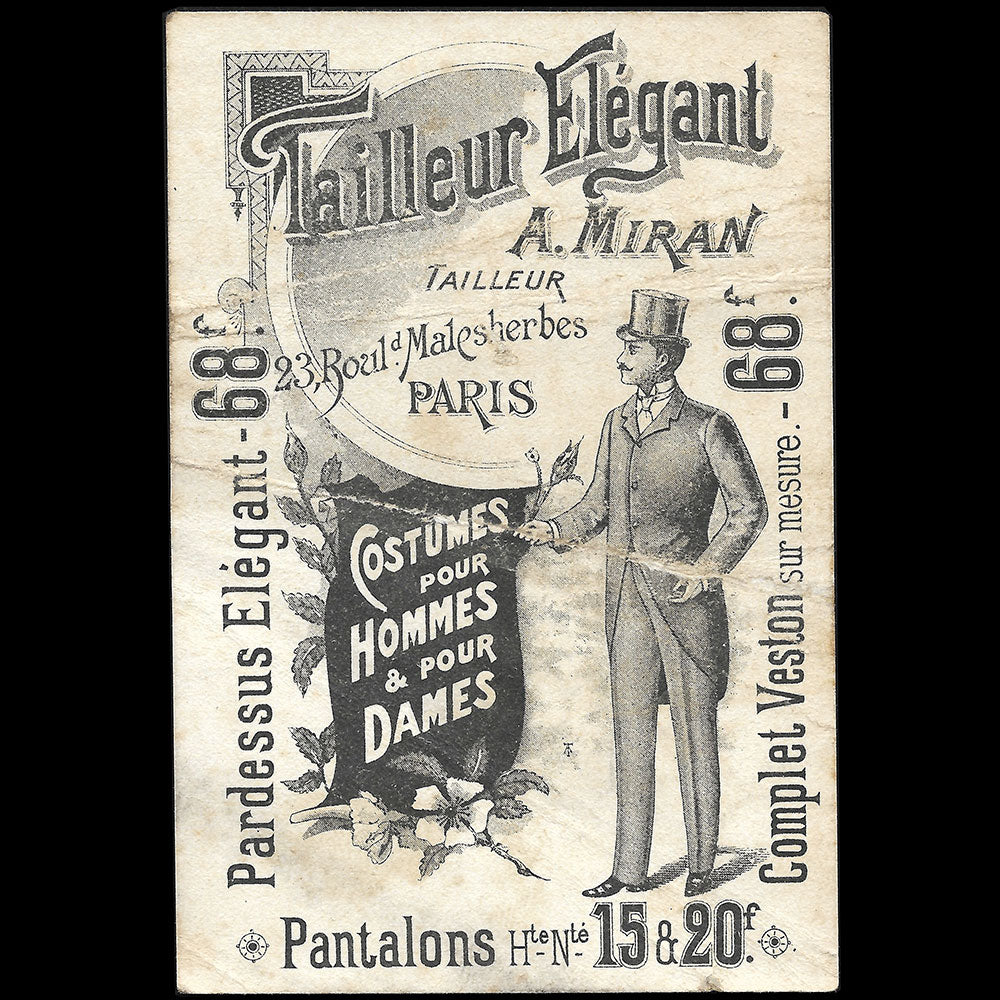 Tailleur Elégant
A. MIRAN
TAILLEUR
23, Boul.d Malesherbes
PARIS
Pardessus Elégant - 68f.
COSTUMES
POUR
HOMMES
& POUR
DAMES
Complet Veston sur mesure. - 68f.
Pantalons Hte Nté 15 & 20f.